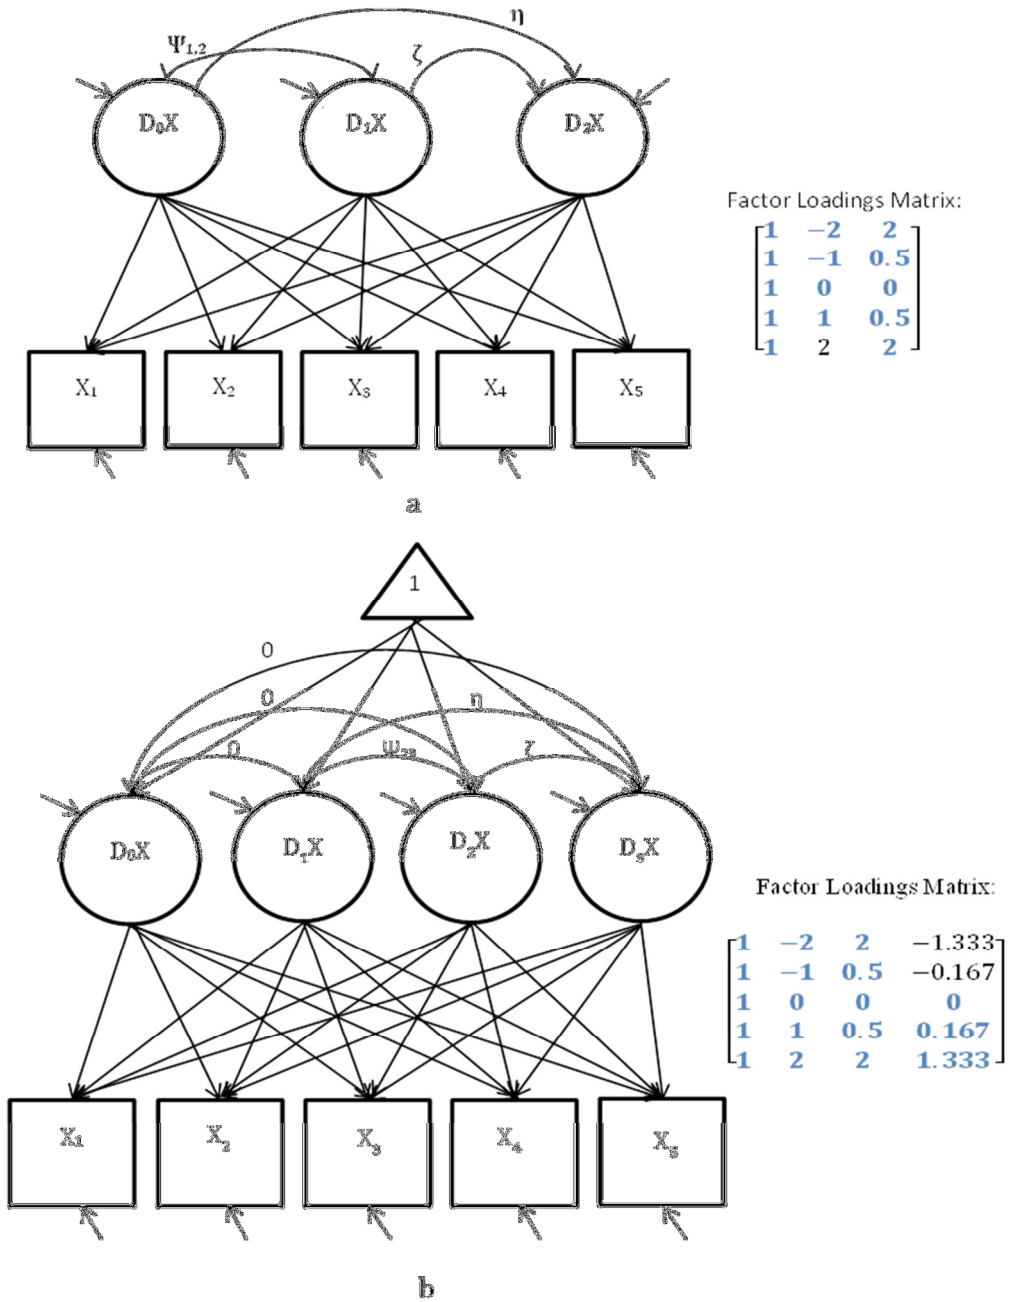 η
Ψ1,2
ζ
D0X D1X D2X
Factor Loadings Matrix:
1 −2 2
1 −1 0.5
1 0 0
1 1 0.5
1 2 2
X1 X2 X3 X4 X5
a
1
0
0 η
0 Ψ23 ζ
D0X D1X D2X D3X
Factor Loadings Matrix:
1 −2 2 −1.333
1 −1 0.5 −0.167
1 0 0 0
1 1 0.5 0.167
1 2 2 1.333
X1 X2 X3 X4 X5
b